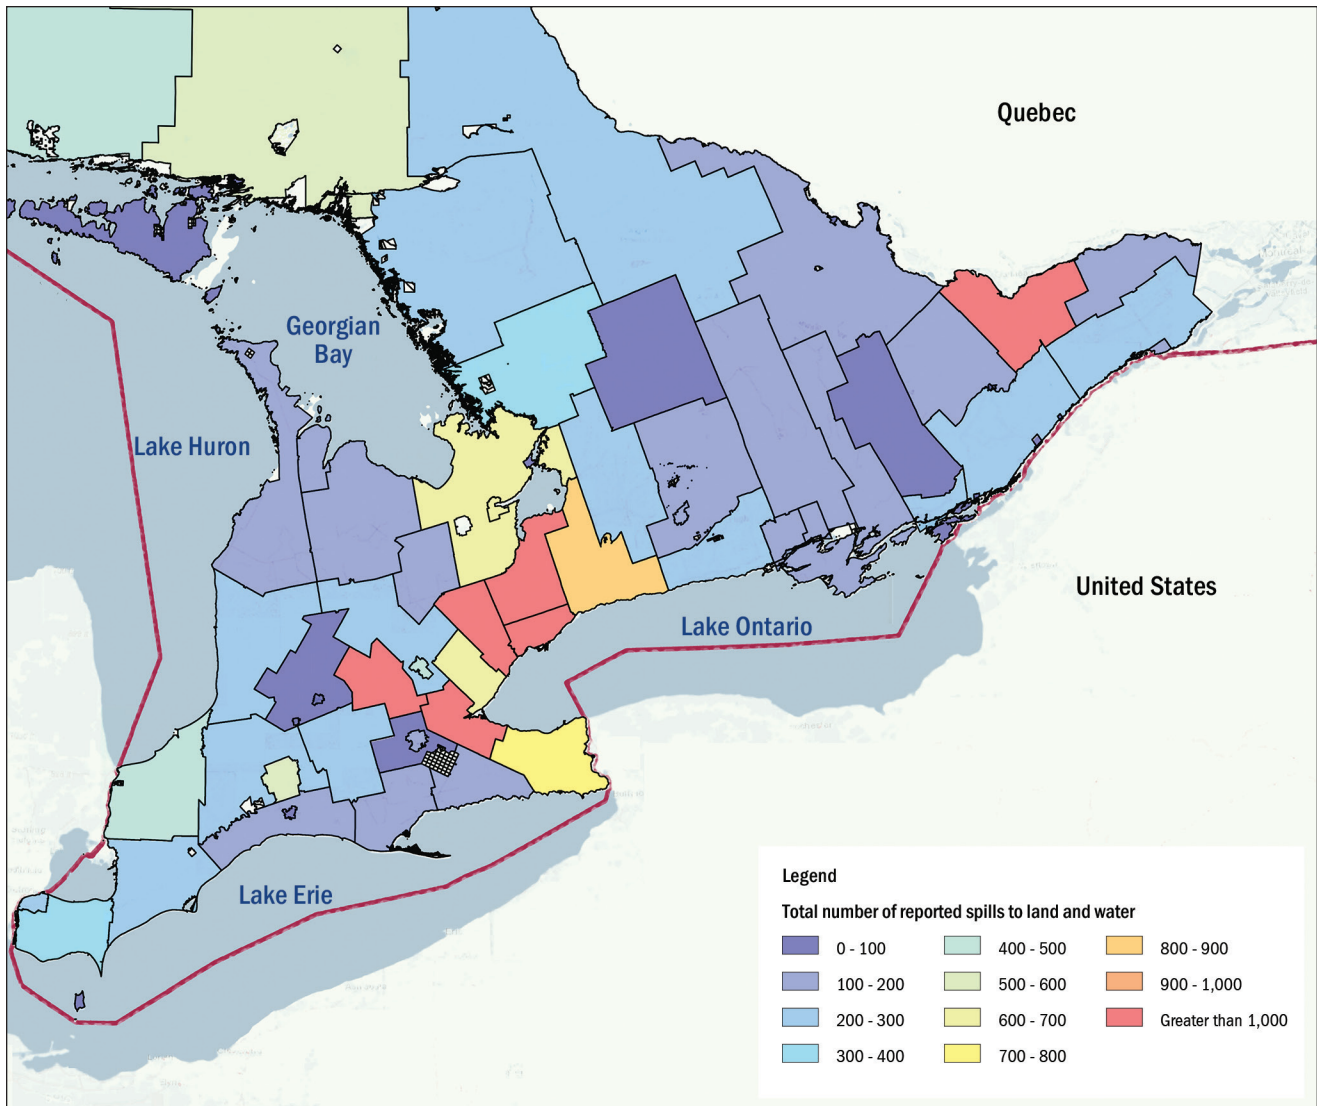 Quebec
Georgian
Bay
Lake Huron
United States
Lake Ontario
Lake Erie
Legend
Total number of reported spills to land and water
0 - 100
100 - 200
200 - 300
300 - 400
400 - 500
500 - 600
600 - 700
700 - 800
800 - 900
900 - 1,000
Greater than 1,000